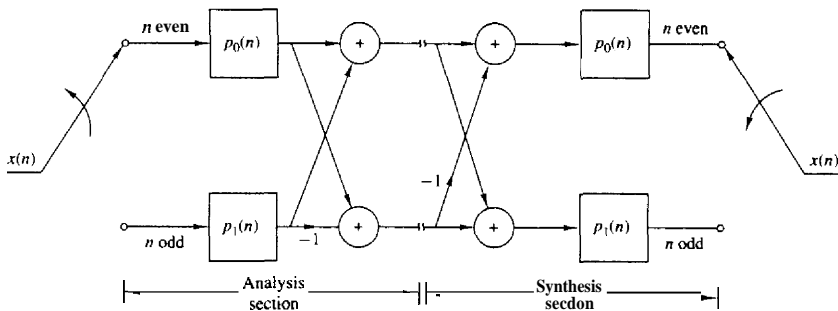 n even
p₀(n)
+
+
p₀(n)
n even
x(n)
x(n)
−1
p₁(n)
−1
+
+
p₁(n)
n odd
n odd
Analysis
section
Synthesis
secdon